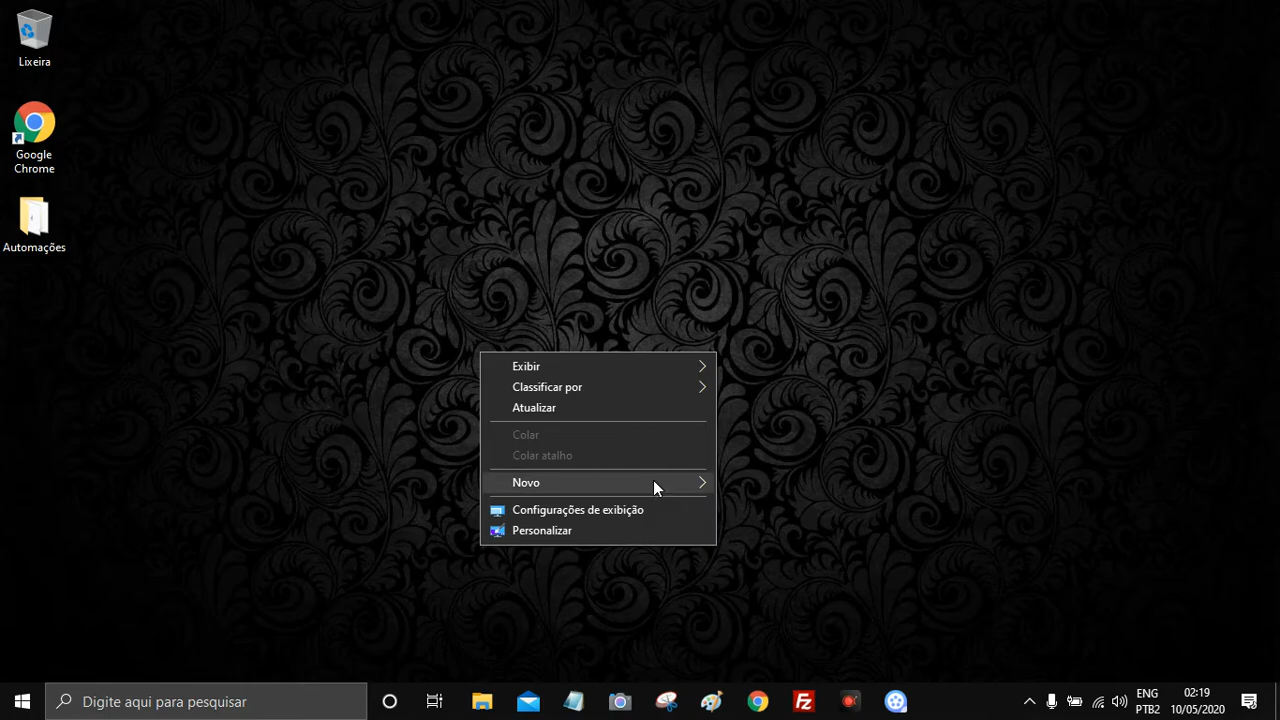 Lixeira
Google
Chrome
Automações
Exibir
Classificar por
Atualizar
Colar
Colar atalho
Novo
Configurações de exibição
Personalizar
Digite aqui para pesquisar
Fz
ENG
PTB2
02:19
10/05/2020